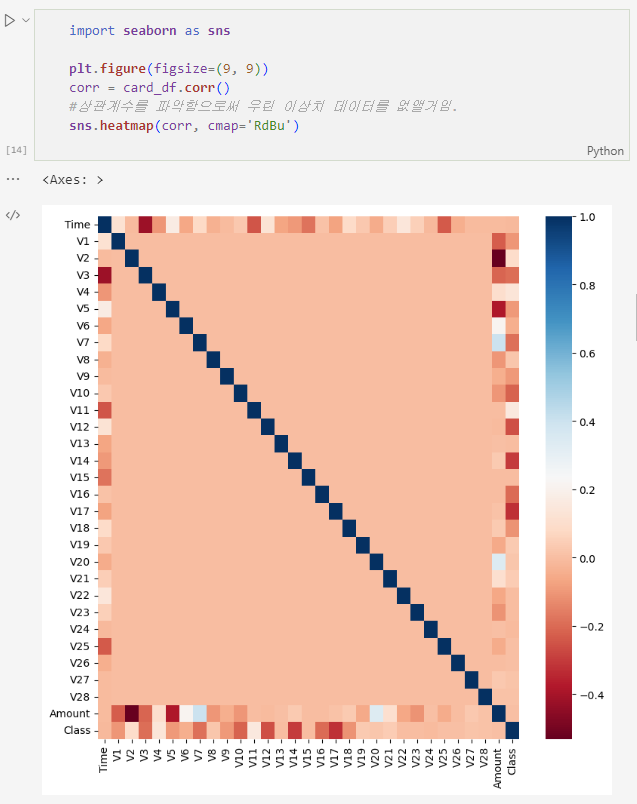 import seaborn as sns
plt.figure(figsize=(9, 9))
corr = card_df.corr()
#상관계수를 파악함으로써 우린 이상치 데이터를 없앨거임.
sns.heatmap(corr, cmap='RdBu')
[14]
Python
<Axes: >
Time
V1
V2
V3
V4
V5
V6
V7
V8
V9
V10
V11
V12
V13
V14
V15
V16
V17
V18
V19
V20
V21
V22
V23
V24
V25
V26
V27
V28
Amount
Class
Time V1 V2 V3 V4 V5 V6 V7 V8 V9 V10 V11 V12 V13 V14 V15 V16 V17 V18 V19 V20 V21 V22 V23 V24 V25 V26 V27 V28 Amount Class
1.0
0.8
0.6
0.4
0.2
0.0
−0.2
−0.4